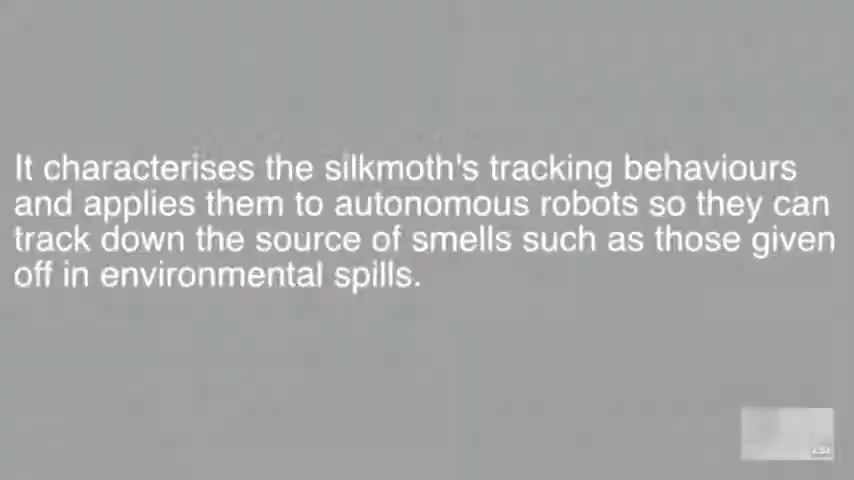 It characterises the silkmoth's tracking behaviours
and applies them to autonomous robots so they can
track down the source of smells such as those given
off in environmental spills.